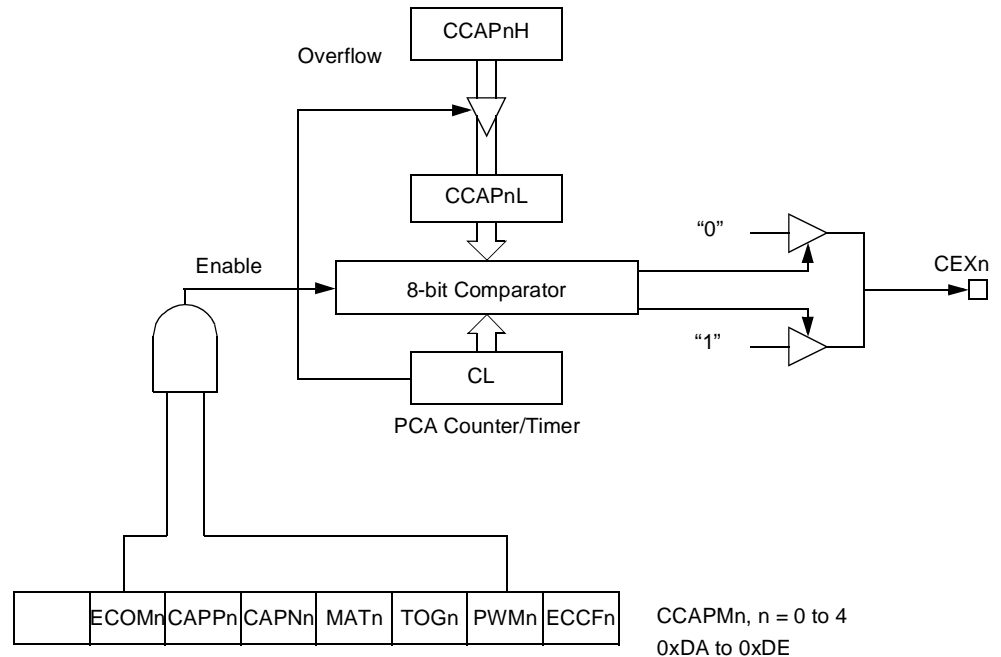 CCAPnH
Overflow
CCAPnL
“0”
Enable
8-bit Comparator
CEXn
“1”
CL
PCA Counter/Timer
ECOMn CAPPn CAPNn MATn TOGn PWMn ECCFn
CCAPMn, n = 0 to 4
0xDA to 0xDE